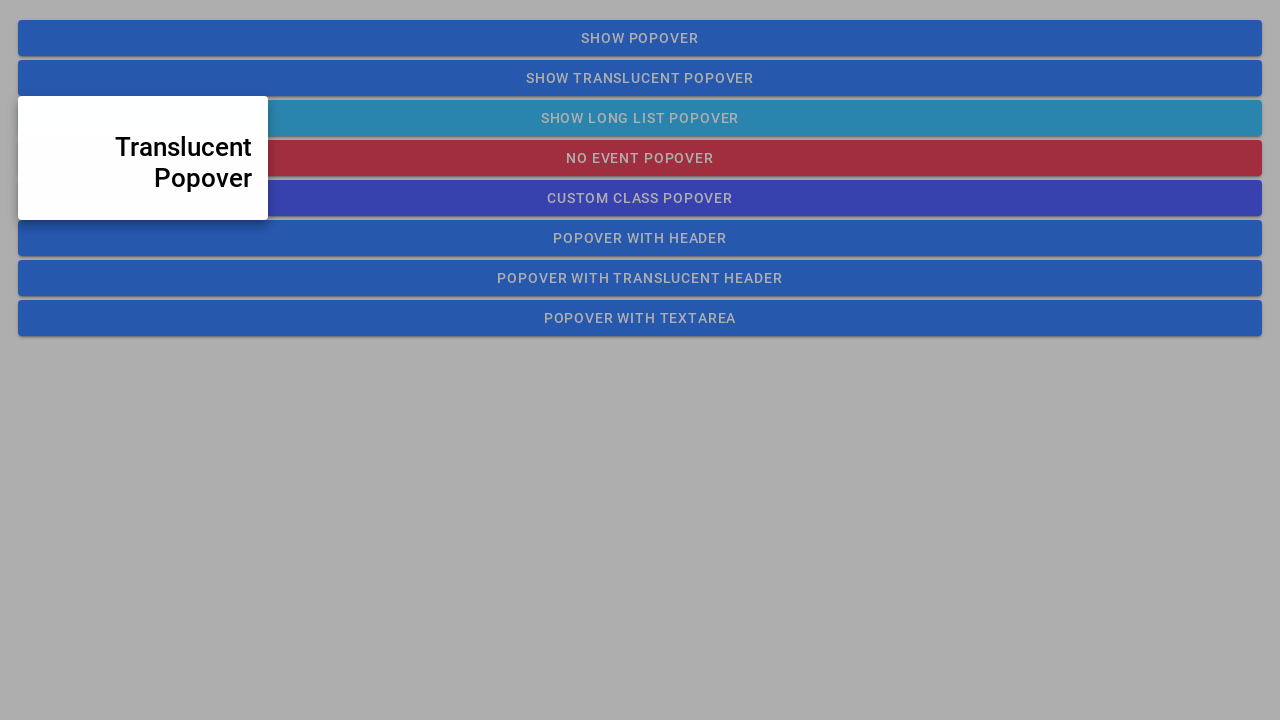 SHOW POPOVER
SHOW TRANSLUCENT POPOVER
SHOW LONG LIST POPOVER
Translucent
Popover
NO EVENT POPOVER
CUSTOM CLASS POPOVER
POPOVER WITH HEADER
POPOVER WITH TRANSLUCENT HEADER
POPOVER WITH TEXTAREA